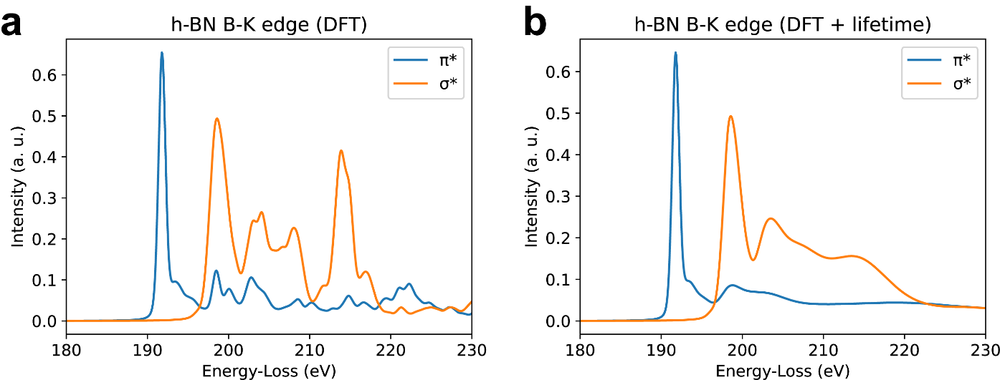 a
h-BN B-K edge (DFT)
π*
σ*
Intensity (a. u.)
0.6
0.5
0.4
0.3
0.2
0.1
0.0
180 190 200 210 220 230
Energy-Loss (eV)
b
h-BN B-K edge (DFT + lifetime)
π*
σ*
Intensity (a. u.)
0.6
0.5
0.4
0.3
0.2
0.1
0.0
180 190 200 210 220 230
Energy-Loss (eV)